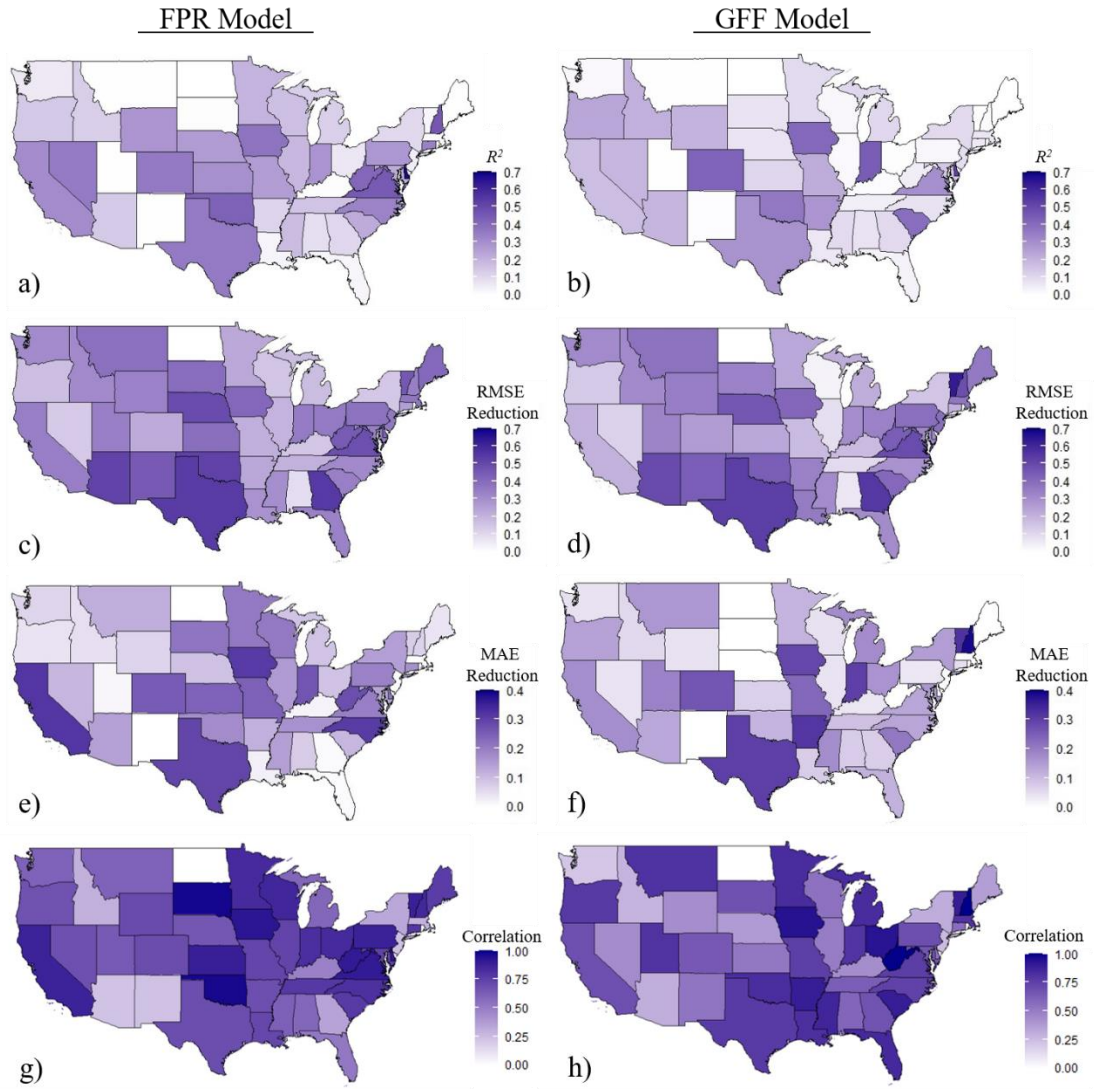 FPR Model
GFF Model
R²
0.7
0.6
0.5
0.4
0.3
0.2
0.1
0.0
a)
R²
0.7
0.6
0.5
0.4
0.3
0.2
0.1
0.0
b)
RMSE
Reduction
0.7
0.6
0.5
0.4
0.3
0.2
0.1
0.0
c)
RMSE
Reduction
0.7
0.6
0.5
0.4
0.3
0.2
0.1
0.0
d)
MAE
Reduction
0.4
0.3
0.2
0.1
0.0
e)
MAE
Reduction
0.4
0.3
0.2
0.1
0.0
f)
Correlation
1.00
0.75
0.50
0.25
0.00
g)
Correlation
1.00
0.75
0.50
0.25
0.00
h)